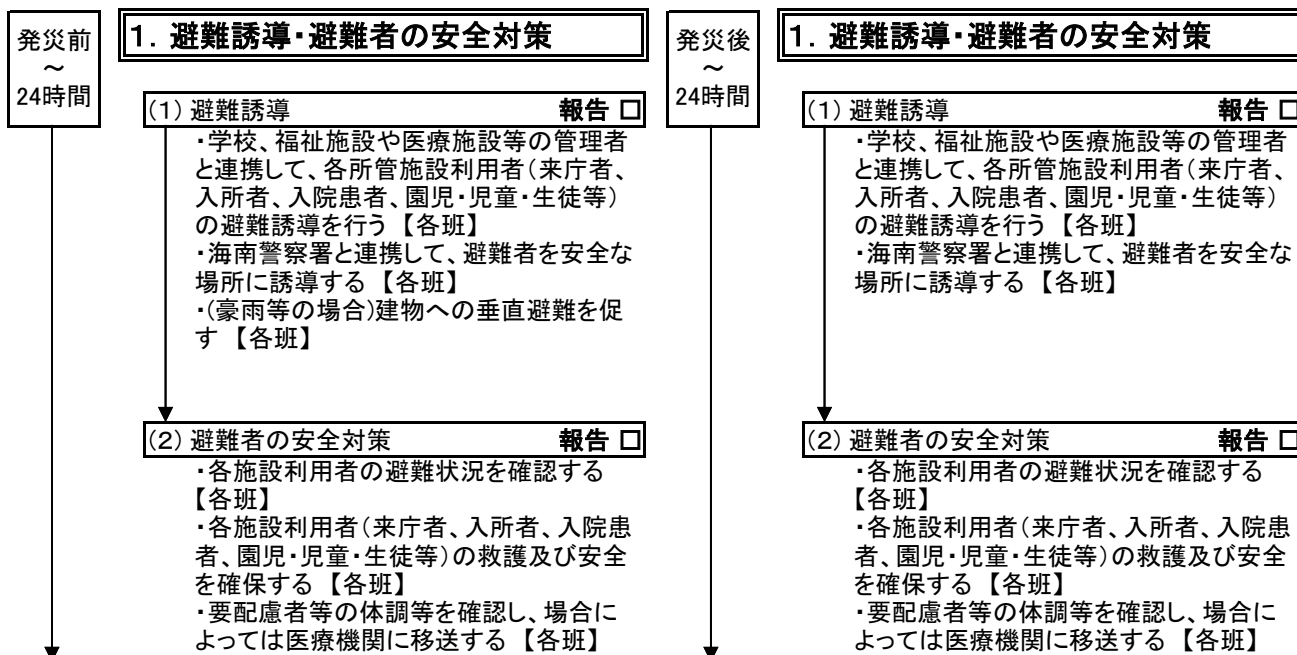 発災前
～
24時間
1．避難誘導・避難者の安全対策
(1) 避難誘導 報告 □
・学校、福祉施設や医療施設等の管理者
と連携して、各所管施設利用者（来庁者、
入所者、入院患者、園児・児童・生徒等）
の避難誘導を行う 【各班】
・海南警察署と連携して、避難者を安全な
場所に誘導する 【各班】
・(豪雨等の場合)建物への垂直避難を促
す 【各班】
(2) 避難者の安全対策 報告 □
・各施設利用者の避難状況を確認する
【各班】
・各施設利用者（来庁者、入所者、入院患
者、園児・児童・生徒等）の救護及び安全
を確保する 【各班】
・要配慮者等の体調等を確認し、場合に
よっては医療機関に移送する 【各班】
発災後
～
24時間
1．避難誘導・避難者の安全対策
(1) 避難誘導 報告 □
・学校、福祉施設や医療施設等の管理者
と連携して、各所管施設利用者（来庁者、
入所者、入院患者、園児・児童・生徒等）
の避難誘導を行う 【各班】
・海南警察署と連携して、避難者を安全な
場所に誘導する 【各班】
(2) 避難者の安全対策 報告 □
・各施設利用者の避難状況を確認する
【各班】
・各施設利用者（来庁者、入所者、入院患
者、園児・児童・生徒等）の救護及び安全
を確保する 【各班】
・要配慮者等の体調等を確認し、場合に
よっては医療機関に移送する 【各班】